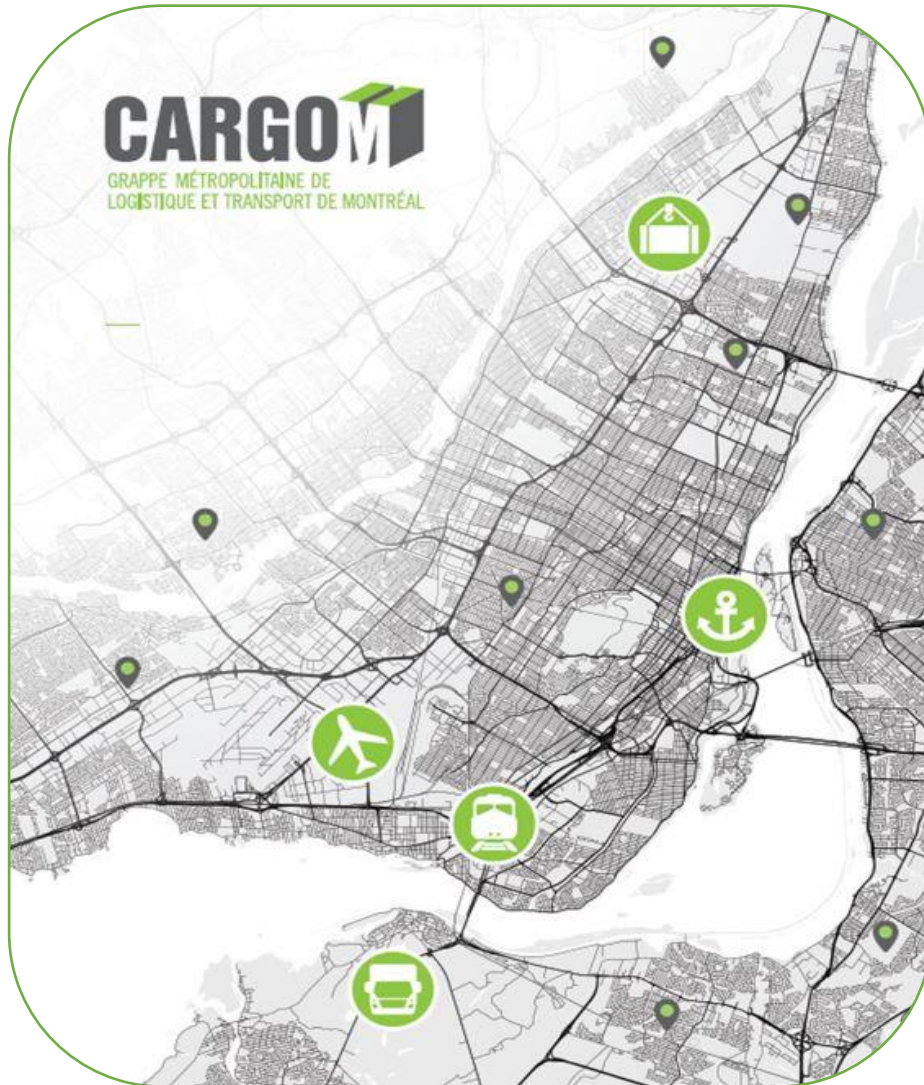 CARGOM
GRAPPE MÉTROPOLITAINE DE
LOGISTIQUE ET TRANSPORT DE MONTRÉAL